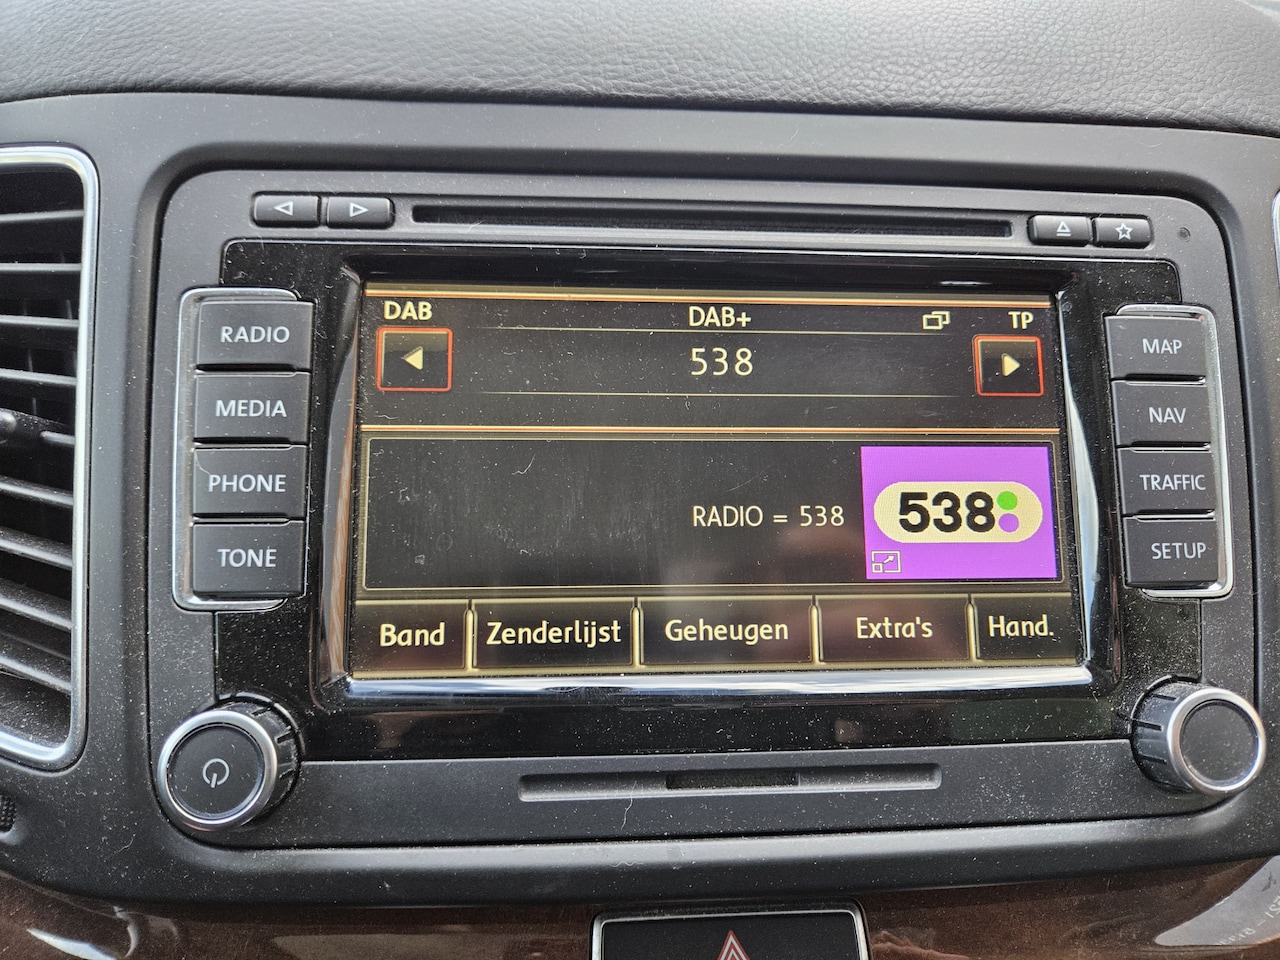 DAB DAB+ TP
538
RADIO = 538
538
Band Zenderlijst Geheugen Extra's Hand.
RADIO
MEDIA
PHONE
TONE
MAP
NAV
TRAFFIC
SETUP